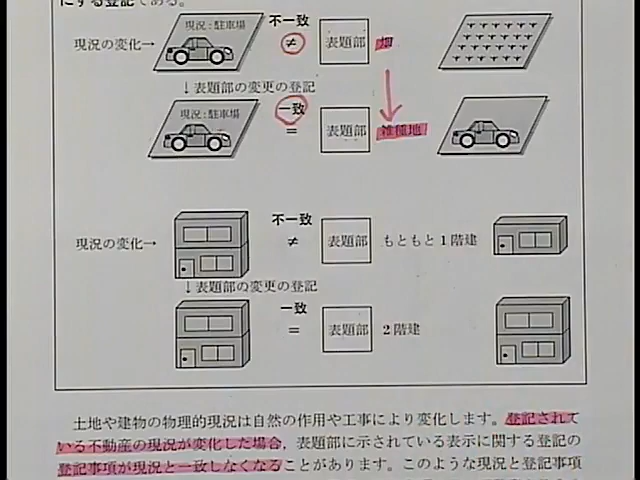 にする登記である。
現況の変化→ 現況:駐車場 不一致 ≠ 表題部 畑
↓表題部の変更の登記
現況:駐車場 一致 = 表題部 雑種地
現況の変化→ 不一致 ≠ 表題部 もともと1階建
↓表題部の変更の登記
一致 = 表題部 2階建
土地や建物の物理的現況は自然の作用や工事により変化します。登記されて
いる不動産の現況が変化した場合、表題部に示されている表示に関する登記の
登記事項が現況と一致しなくなることがあります。このような現況と登記事項